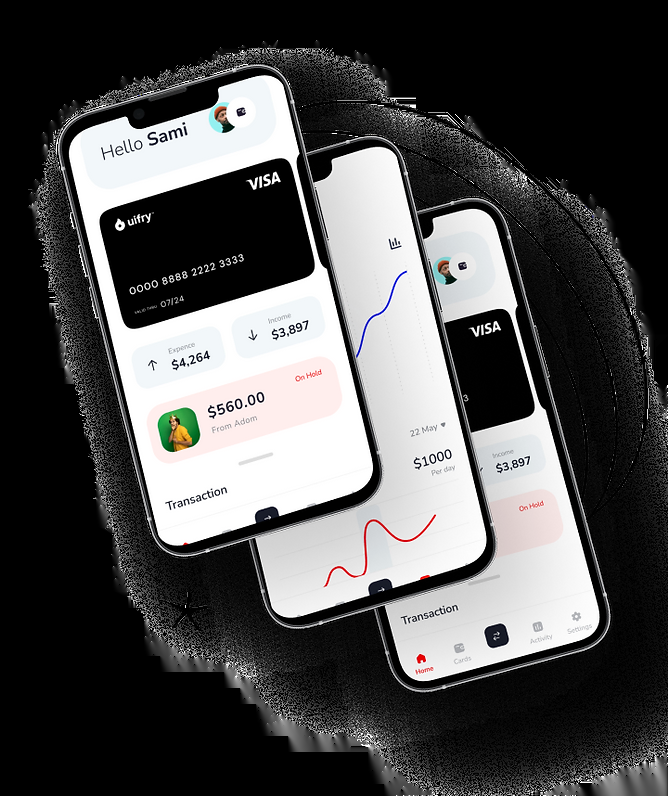 Hello Sami
VISA
uifry
0000 8888 2222 3333
VALID THRU 07/24
Expence
$4,264
Income
$3,897
On Hold
$560.00
From Adom
Transaction
22 May
$1000
Per day
VISA
3
Income
$3,897
On Hold
Transaction
Home
Cards
Activity
Settings